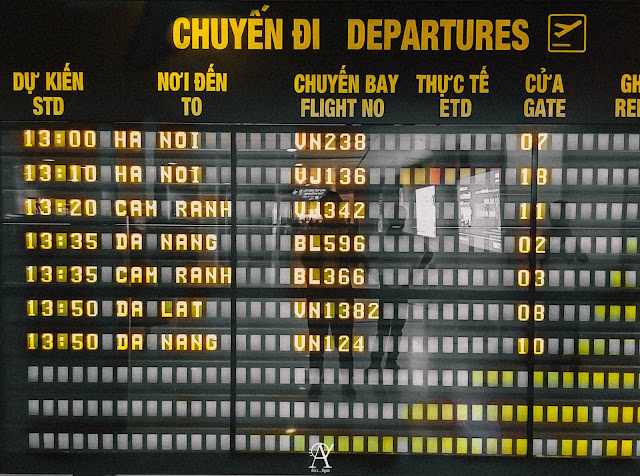 CHUYẾN ĐI DEPARTURES
DỰ KIẾN NƠI ĐẾN CHUYẾN BAY THỰC TẾ CỬA GH
STD TO FLIGHT NO ETD GATE RE
13:00 HA NOI VN238 07
13:10 HA NOI VJ136 18
13:20 CAM RANH 342 11
13:35 DA NANG BL596 02
13:35 CAM RANH BL366 03
13:50 DA LAT VN1382 08
13:50 DA NANG VN124 10